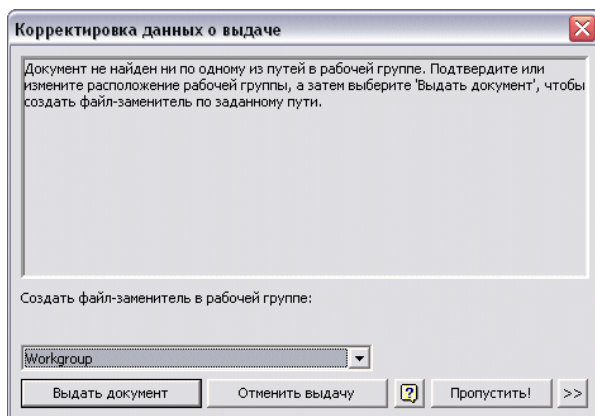 Корректировка данных о выдаче
Документ не найден ни по одному из путей в рабочей группе. Подтвердите или
измените расположение рабочей группы, а затем выберите 'Выдать документ', чтобы
создать файл-заменитель по заданному пути.
Создать файл-заменитель в рабочей группе:
Workgroup
Выдать документ Отменить выдачу ? Пропустить! >>